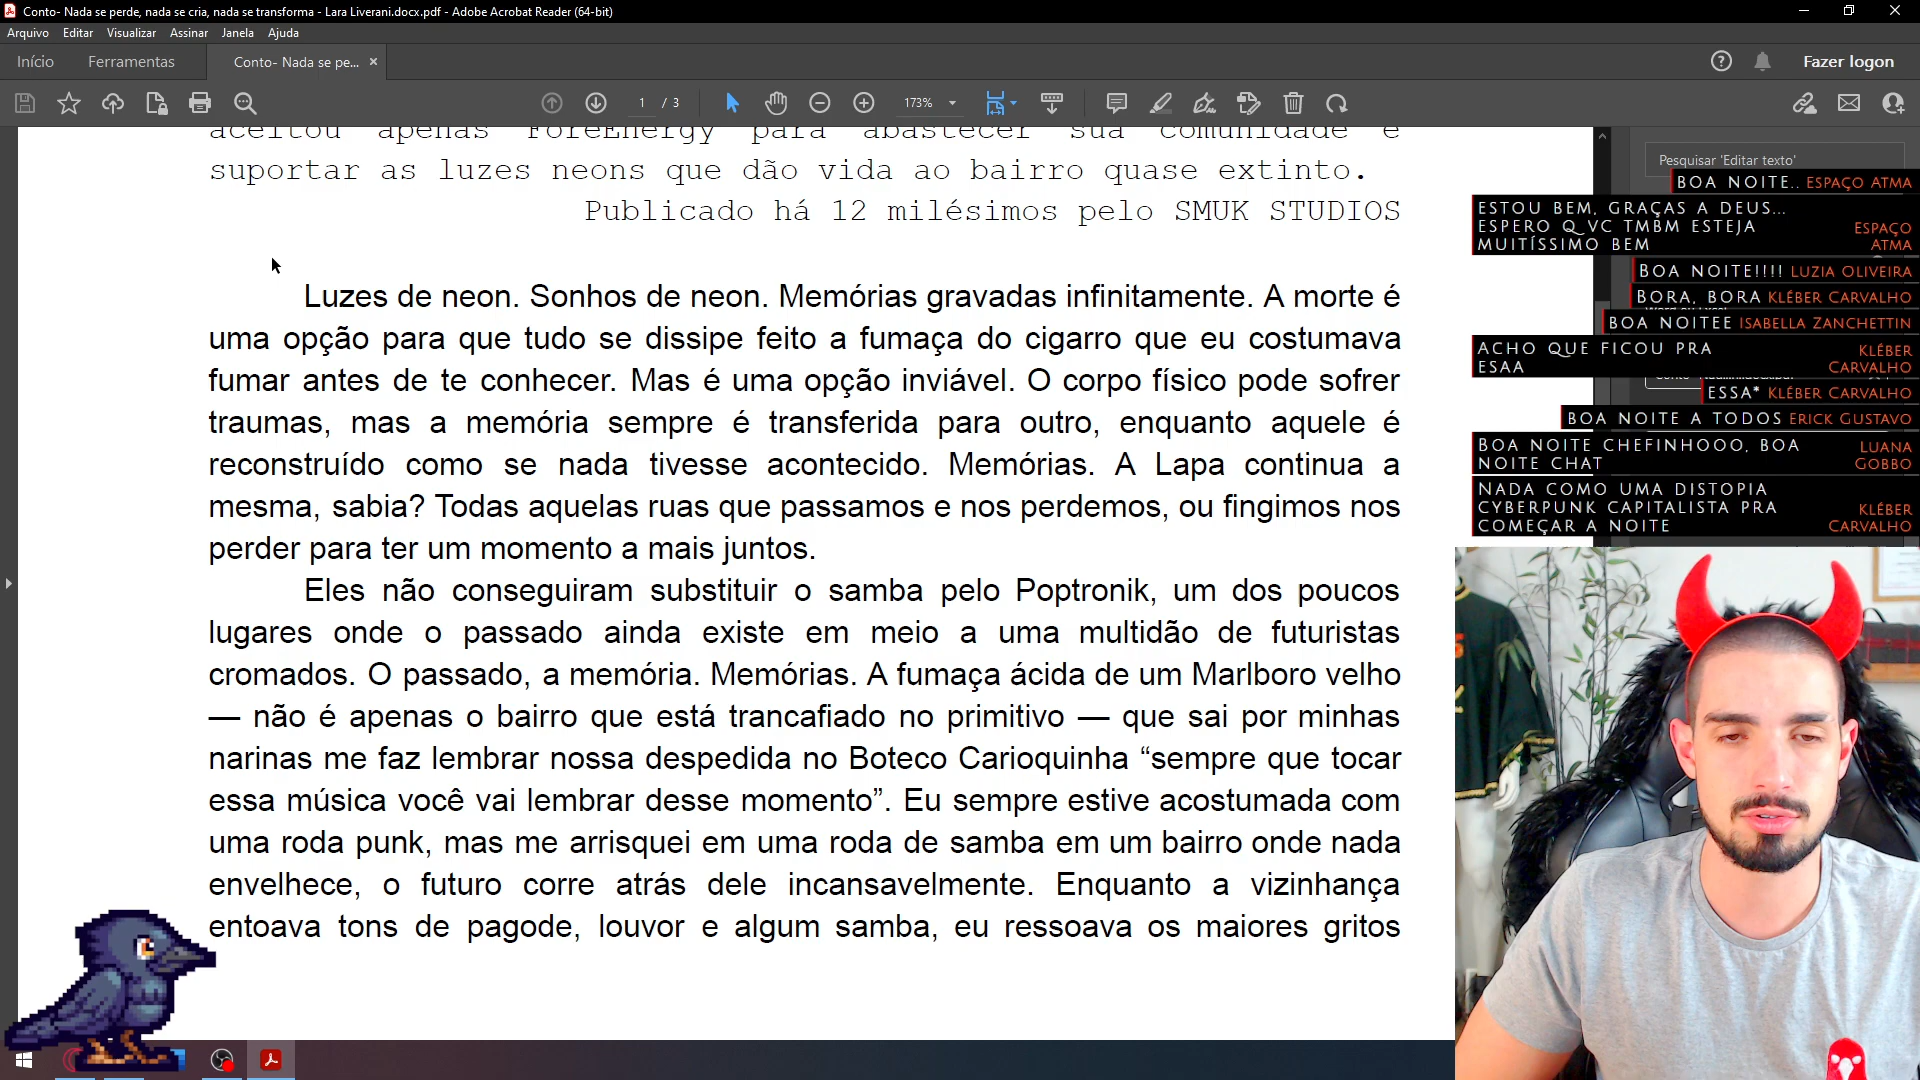 Conto- Nada se perde, nada se cria, nada se transforma - Lara Liverani.docx.pdf - Adobe Acrobat Reader (64-bit)
Arquivo Editar Visualizar Assinar Janela Ajuda
Início Ferramentas Conto- Nada se pe... × Fazer logon
1 / 3 173%
aceitou apenas ForeEnergy para abastecer sua comunidade e
suportar as luzes neons que dão vida ao bairro quase extinto.
Publicado há 12 milésimos pelo SMUK STUDIOS
Luzes de neon. Sonhos de neon. Memórias gravadas infinitamente. A morte é
uma opção para que tudo se dissipe feito a fumaça do cigarro que eu costumava
fumar antes de te conhecer. Mas é uma opção inviável. O corpo físico pode sofrer
traumas, mas a memória sempre é transferida para outro, enquanto aquele é
reconstruído como se nada tivesse acontecido. Memórias. A Lapa continua a
mesma, sabia? Todas aquelas ruas que passamos e nos perdemos, ou fingimos nos
perder para ter um momento a mais juntos.
Eles não conseguiram substituir o samba pelo Poptronik, um dos poucos
lugares onde o passado ainda existe em meio a uma multidão de futuristas
cromados. O passado, a memória. Memórias. A fumaça ácida de um Marlboro velho
— não é apenas o bairro que está trancafiado no primitivo — que sai por minhas
narinas me faz lembrar nossa despedida no Boteco Carioquinha “sempre que tocar
essa música você vai lembrar desse momento”. Eu sempre estive acostumada com
uma roda punk, mas me arrisquei em uma roda de samba em um bairro onde nada
envelhece, o futuro corre atrás dele incansavelmente. Enquanto a vizinhança
entoava tons de pagode, louvor e algum samba, eu ressoava os maiores gritos
Pesquisar 'Editar texto'
BOA NOITE.. ESPAÇO ATMA
ESTOU BEM, GRAÇAS A DEUS...
ESPERO Q VC TMBM ESTEJA
MUITÍSSIMO BEM
ESPAÇO
ATMA
BOA NOITE!!!! LUZIA OLIVEIRA
BORA, BORA KLÉBER CARVALHO
BOA NOITEE ISABELLA ZANCHETTIN
ACHO QUE FICOU PRA
ESAA
KLÉBER
CARVALHO
ESSA* KLÉBER CARVALHO
BOA NOITE A TODOS ERICK GUSTAVO
BOA NOITE CHEFINHOOO, BOA
NOITE CHAT
LUANA
GOBBO
NADA COMO UMA DISTOPIA
CYBERPUNK CAPITALISTA PRA
COMEÇAR A NOITE
KLÉBER
CARVALHO